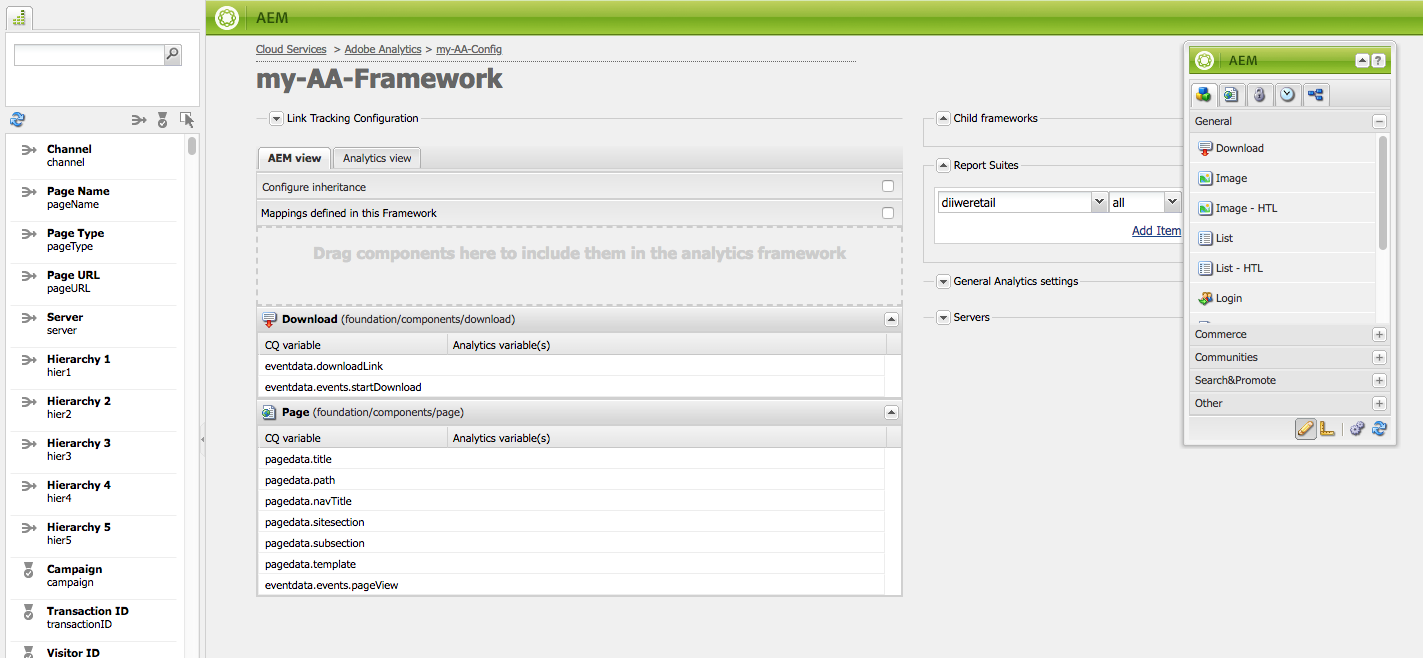 AEM
Cloud Services > Adobe Analytics > my-AA-Config
my-AA-Framework
Link Tracking Configuration
AEM view
Analytics view
Configure inheritance
Mappings defined in this Framework
Drag components here to include them in the analytics framework
Download (foundation/components/download)
CQ variable
Analytics variable(s)
eventdata.downloadLink
eventdata.events.startDownload
Page (foundation/components/page)
CQ variable
Analytics variable(s)
pagedata.title
pagedata.path
pagedata.navTitle
pagedata.sitesection
pagedata.subsection
pagedata.template
eventdata.events.pageView
Channel
channel
Page Name
pageName
Page Type
pageType
Page URL
pageURL
Server
server
Hierarchy 1
hier1
Hierarchy 2
hier2
Hierarchy 3
hier3
Hierarchy 4
hier4
Hierarchy 5
hier5
Campaign
campaign
Transaction ID
transactionID
Visitor ID
Child frameworks
Report Suites
diiweretail
all
Add Item
General Analytics settings
Servers
AEM
?
General
Download
Image
Image - HTL
List
List - HTL
Login
Commerce
Communities
Search&Promote
Other